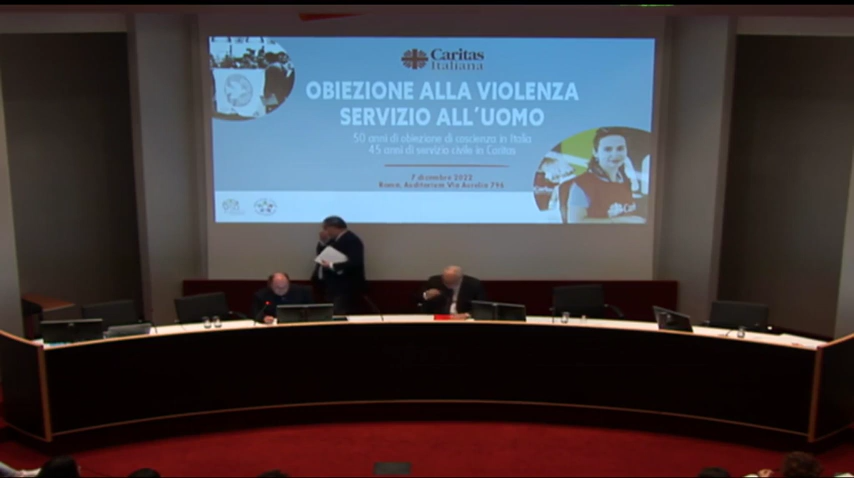 Caritas
Italiana
OBIEZIONE ALLA VIOLENZA
SERVIZIO ALL'UOMO
50 anni di obiezione di coscienza in Italia
45 anni di servizio civile in Caritas
7 dicembre 2022
Roma, Auditorium Via Aurelia 796